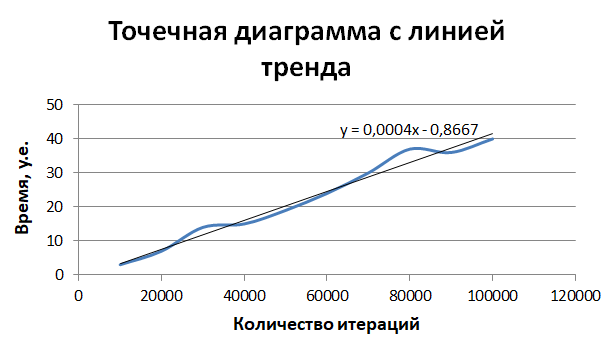 Точечная диаграмма с линией
тренда
y = 0,0004x - 0,8667
50
40
30
20
10
0
Время, у.е.
0 20000 40000 60000 80000 100000 120000
Количество итераций